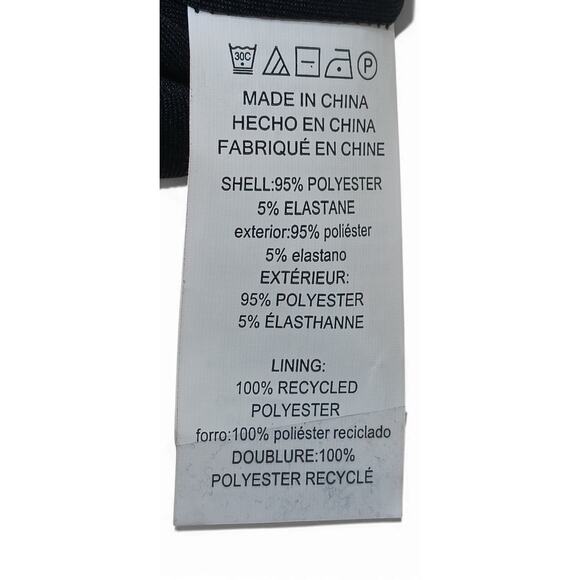 30C P
MADE IN CHINA
HECHO EN CHINA
FABRIQUÉ EN CHINE
SHELL:95% POLYESTER
5% ELASTANE
exterior:95% poliéster
5% elastano
EXTÉRIEUR:
95% POLYESTER
5% ÉLASTHANNE
LINING:
100% RECYCLED
POLYESTER
forro:100% poliéster reciclado
DOUBLURE:100%
POLYESTER RECYCLÉ